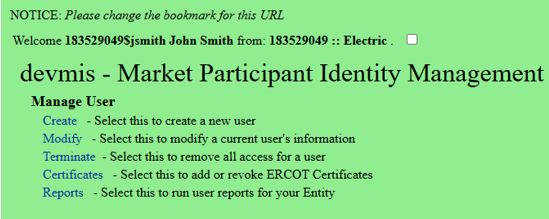 NOTICE: Please change the bookmark for this URL
Welcome 183529049$jsmith John Smith from: 183529049 :: Electric .
devmis - Market Participant Identity Management
Manage User
Create - Select this to create a new user
Modify - Select this to modify a current user's information
Terminate - Select this to remove all access for a user
Certificates - Select this to add or revoke ERCOT Certificates
Reports - Select this to run user reports for your Entity